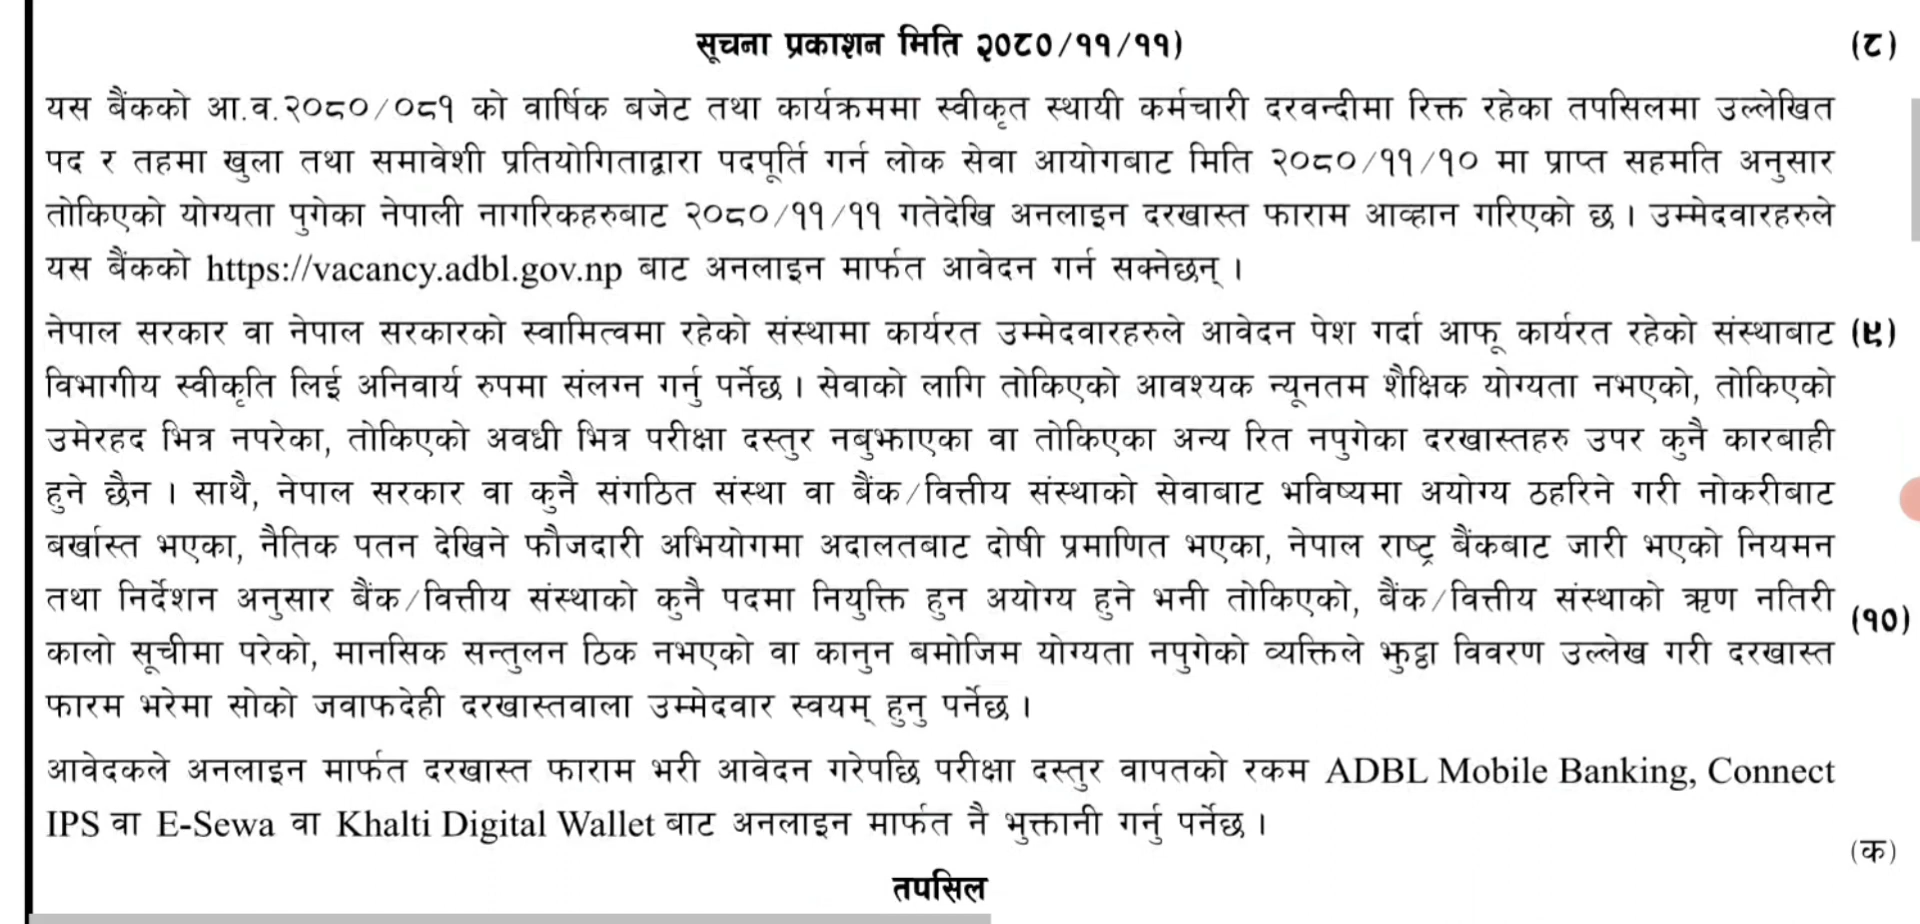 सूचना प्रकाशन मिति २०८०/११/११)
(८)
यस बैंकको आ.व.२०८०/०८१ को वार्षिक बजेट तथा कार्यक्रममा स्वीकृत स्थायी कर्मचारी दरवन्दीमा रिक्त रहेका तपसिलमा उल्लेखित
पद र तहमा खुला तथा समावेशी प्रतियोगिताद्वारा पदपूर्ति गर्न लोक सेवा आयोगबाट मिति २०८०/११/१० मा प्राप्त सहमति अनुसार
तोकिएको योग्यता पुगेका नेपाली नागरिकहरुबाट २०८०/११/११ गतेदेखि अनलाइन दरखास्त फाराम आव्हान गरिएको छ । उम्मेदवारहरुले
यस बैंकको https://vacancy.adbl.gov.np बाट अनलाइन मार्फत आवेदन गर्न सक्नेछन् ।
नेपाल सरकार वा नेपाल सरकारको स्वामित्वमा रहेको संस्थामा कार्यरत उम्मेदवारहरुले आवेदन पेश गर्दा आफू कार्यरत रहेको संस्थाबाट
(९)
विभागीय स्वीकृति लिई अनिवार्य रुपमा संलग्न गर्नु पर्नेछ । सेवाको लागि तोकिएको आवश्यक न्यूनतम शैक्षिक योग्यता नभएको, तोकिएको
उमेरहद भित्र नपरेका, तोकिएको अवधी भित्र परीक्षा दस्तुर नबुझाएका वा तोकिएका अन्य रित नपुगेका दरखास्तहरु उपर कुनै कारबाही
हुने छैन । साथै, नेपाल सरकार वा कुनै संगठित संस्था वा बैंक/वित्तीय संस्थाको सेवाबाट भविष्यमा अयोग्य ठहरिने गरी नोकरीबाट
बर्खास्त भएका, नैतिक पतन देखिने फौजदारी अभियोगमा अदालतबाट दोषी प्रमाणित भएका, नेपाल राष्ट्र बैंकबाट जारी भएको नियमन
तथा निर्देशन अनुसार बैंक/वित्तीय संस्थाको कुनै पदमा नियुक्ति हुन अयोग्य हुने भनी तोकिएको, बैंक/वित्तीय संस्थाको ऋण नतिरी
(१०)
कालो सूचीमा परेको, मानसिक सन्तुलन ठिक नभएको वा कानुन बमोजिम योग्यता नपुगेको व्यक्तिले झुठ्ठा विवरण उल्लेख गरी दरखास्त
फारम भरेमा सोको जवाफदेही दरखास्तवाला उम्मेदवार स्वयम् हुनु पर्नेछ ।
आवेदकले अनलाइन मार्फत दरखास्त फाराम भरी आवेदन गरेपछि परीक्षा दस्तुर वापतको रकम ADBL Mobile Banking, Connect
IPS वा E-Sewa वा Khalti Digital Wallet बाट अनलाइन मार्फत नै भुक्तानी गर्नु पर्नेछ ।
(क)
तपसिल